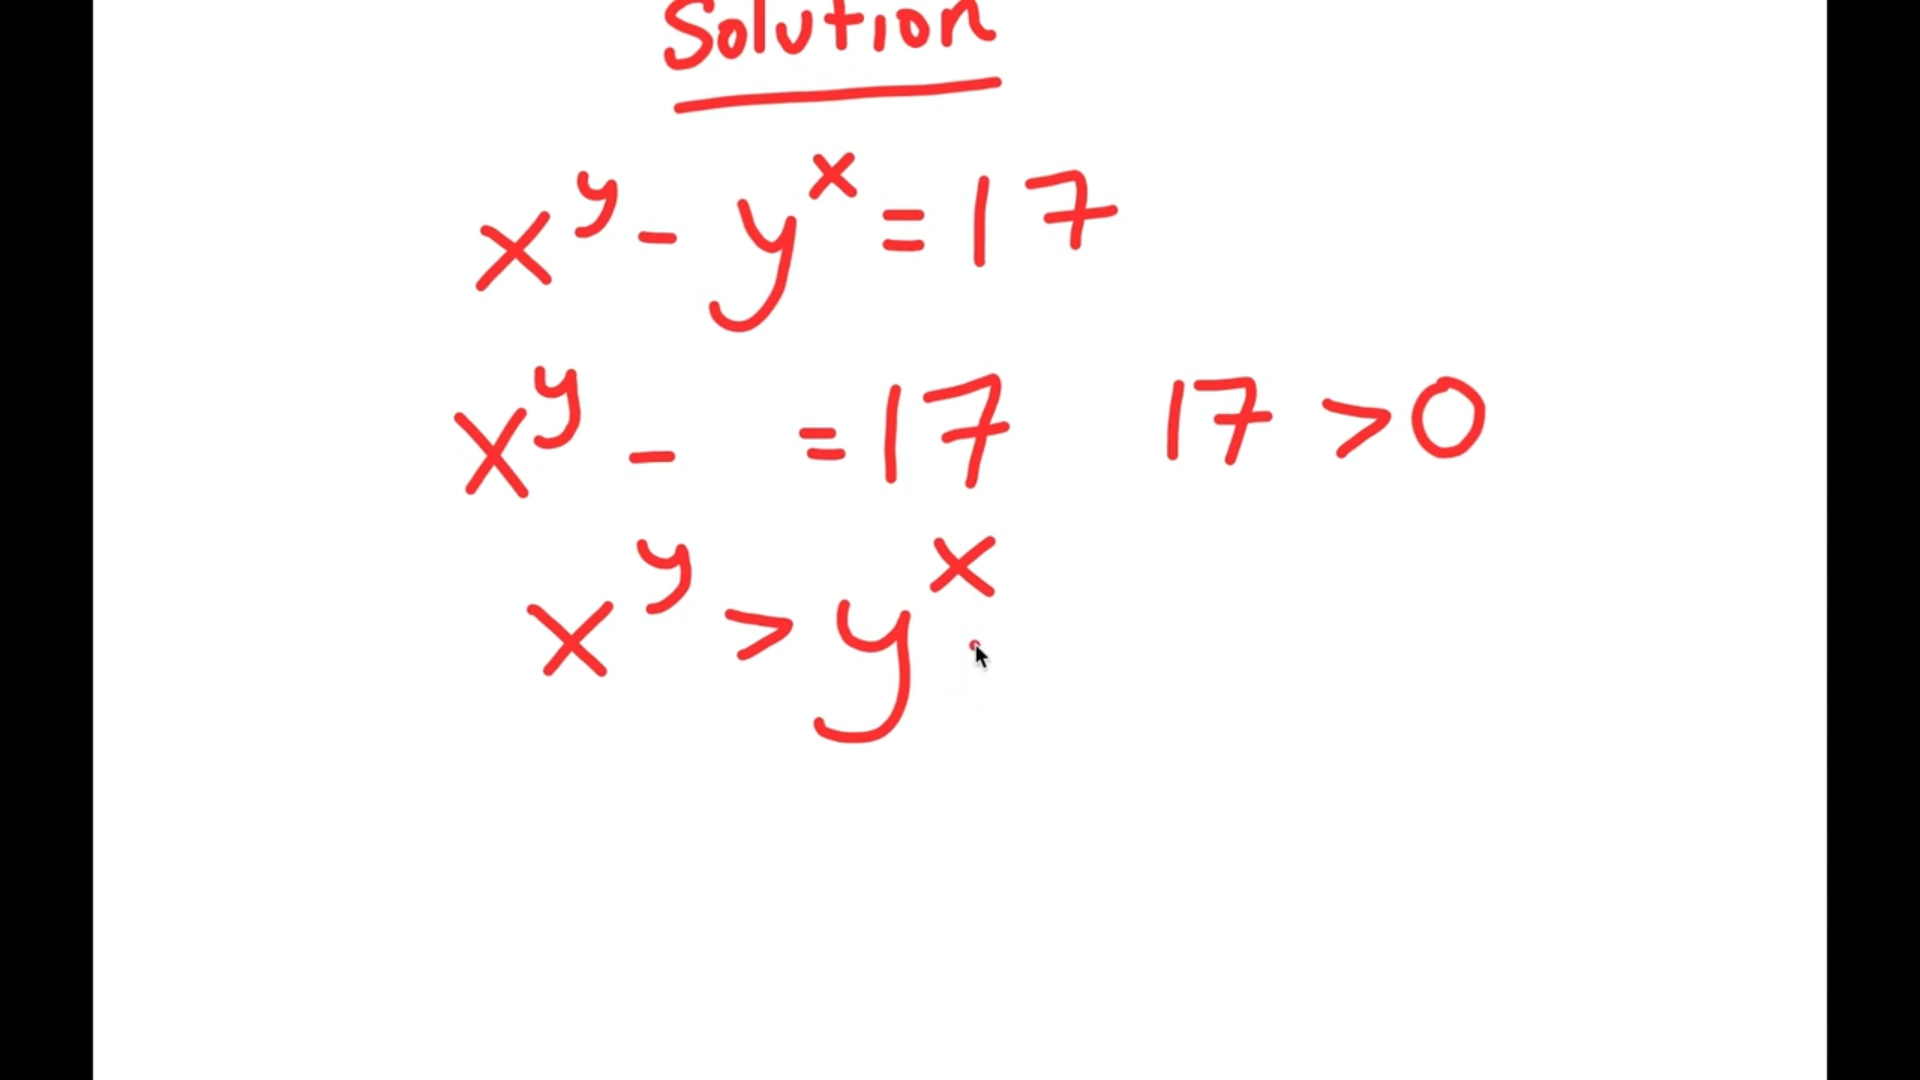 Solution
x^y - y^x = 17
x^y - = 17 17 > 0
x^y > y^x